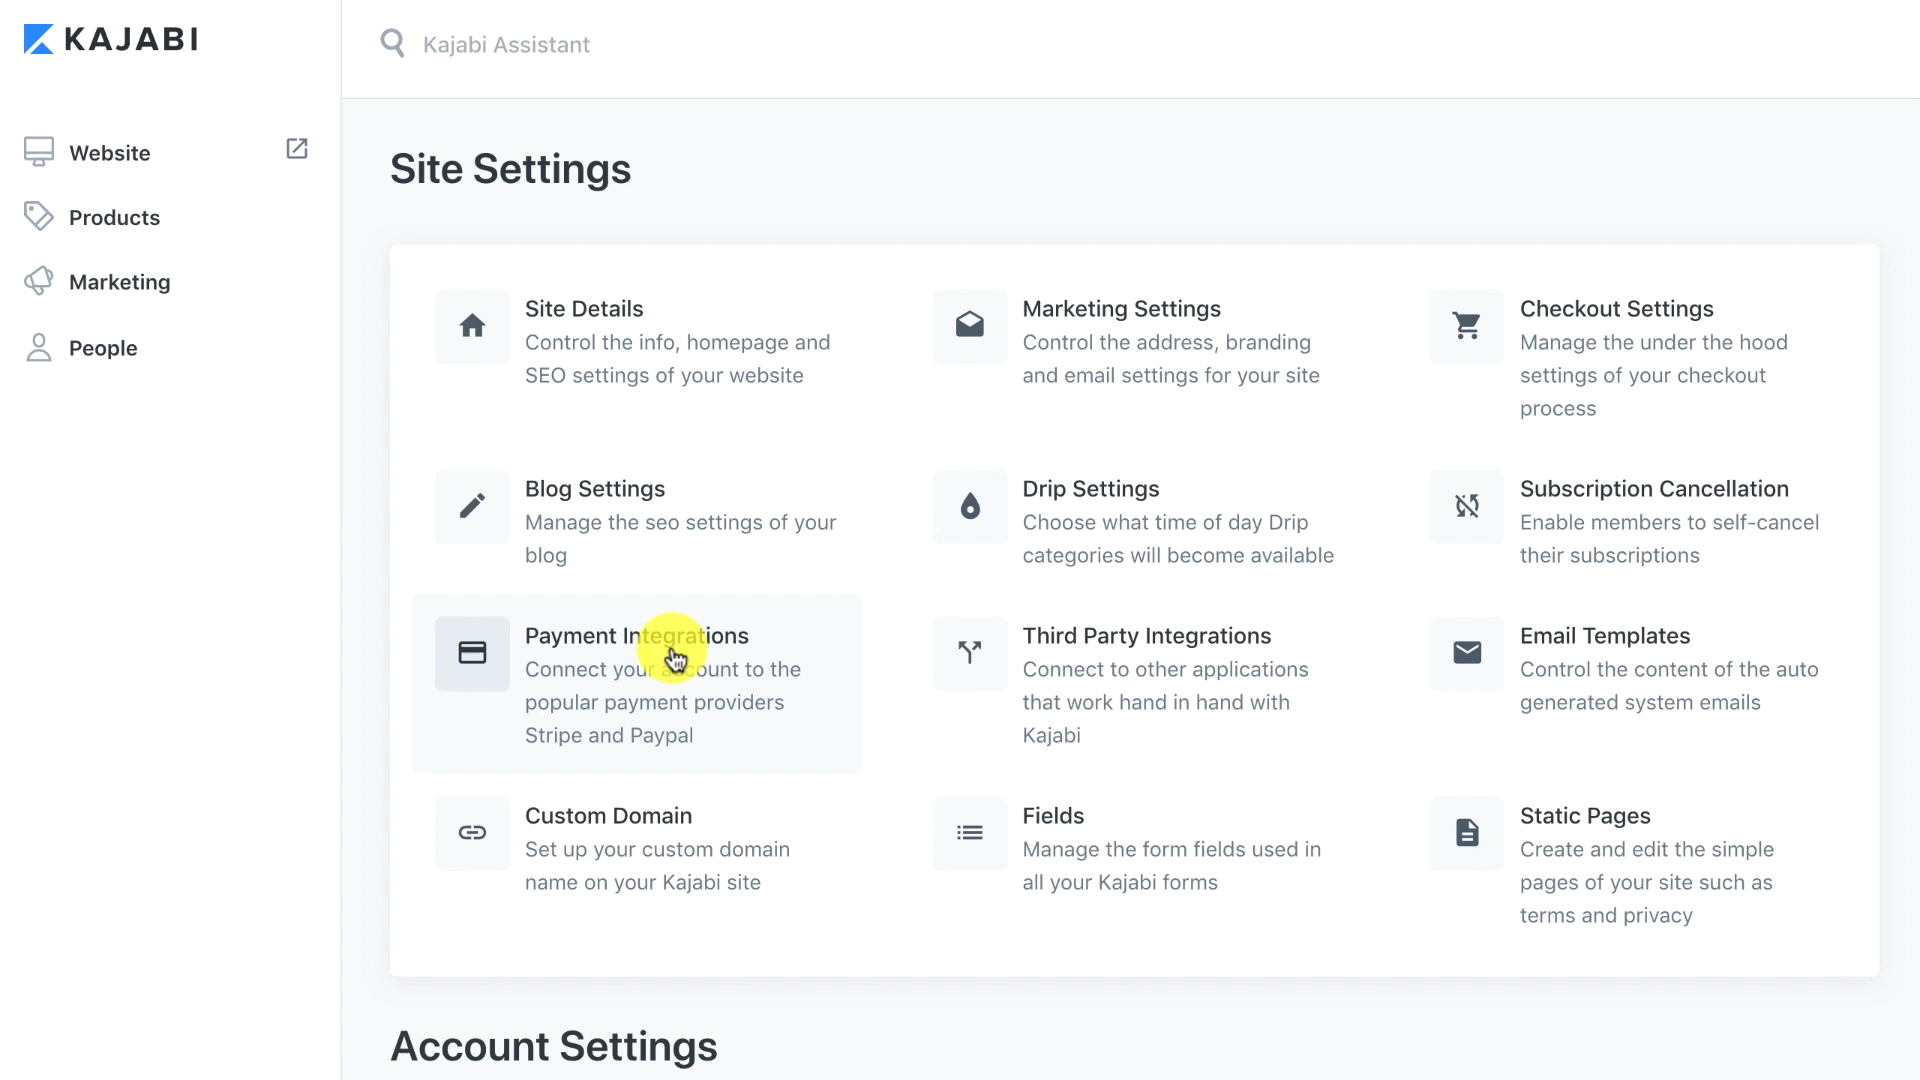 KAJABI
Kajabi Assistant
Website
Products
Marketing
People
Site Settings
Site Details
Control the info, homepage and
SEO settings of your website
Marketing Settings
Control the address, branding
and email settings for your site
Checkout Settings
Manage the under the hood
settings of your checkout
process
Blog Settings
Manage the seo settings of your
blog
Drip Settings
Choose what time of day Drip
categories will become available
Subscription Cancellation
Enable members to self-cancel
their subscriptions
Payment Integrations
Connect your account to the
popular payment providers
Stripe and Paypal
Third Party Integrations
Connect to other applications
that work hand in hand with
Kajabi
Email Templates
Control the content of the auto
generated system emails
Custom Domain
Set up your custom domain
name on your Kajabi site
Fields
Manage the form fields used in
all your Kajabi forms
Static Pages
Create and edit the simple
pages of your site such as
terms and privacy
Account Settings